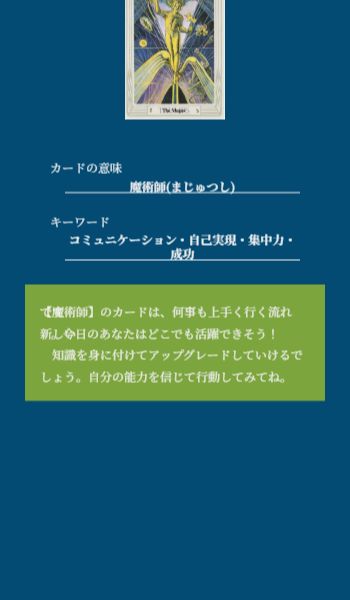 The Magus
カードの意味
魔術師(まじゅつし)
キーワード
コミュニケーション・自己実現・集中力・
成功
【魔術師】のカードは、何事も上手く行く流れ
今日のあなたはどこでも活躍できそう！
知識を身に付けてアップグレードしていけるで
しょう。自分の能力を信じて行動してみてね。